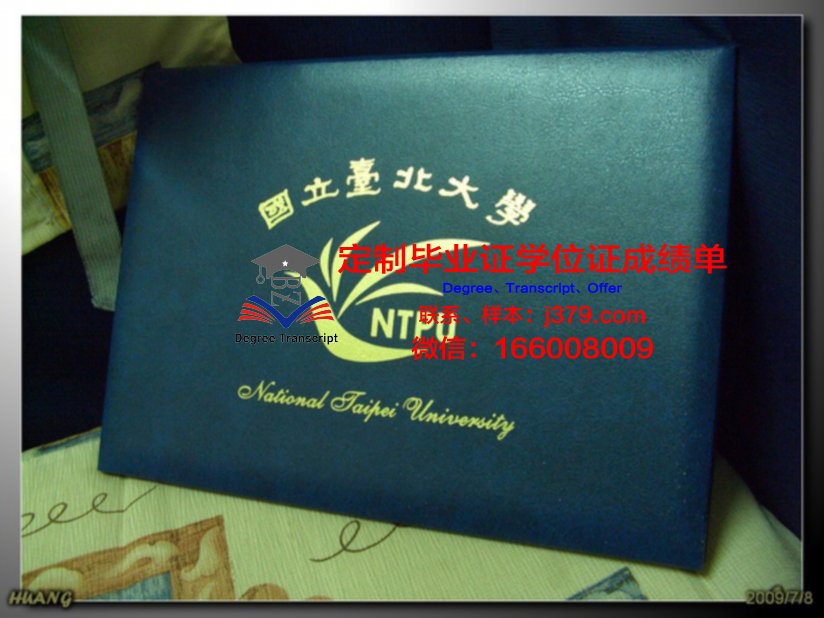 國立臺北大學
定制毕业证学位证成绩单
Degree、Transcript、Offer
联系、样本：j379.com
NTPU
Degree Transcript
微信：166008009
National Taipei University
HUANG
2009/7/8